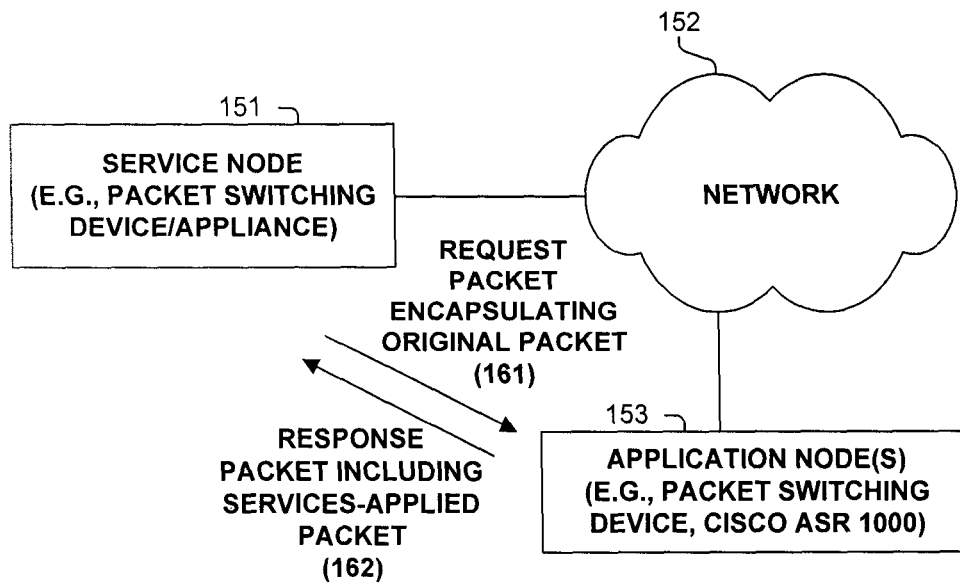 152
151
SERVICE NODE
(E.G., PACKET SWITCHING
DEVICE/APPLIANCE)
NETWORK
REQUEST
PACKET
ENCAPSULATING
ORIGINAL PACKET
(161)
153
RESPONSE
PACKET INCLUDING
SERVICES-APPLIED
PACKET
(162)
APPLICATION NODE(S)
(E.G., PACKET SWITCHING
DEVICE, CISCO ASR 1000)